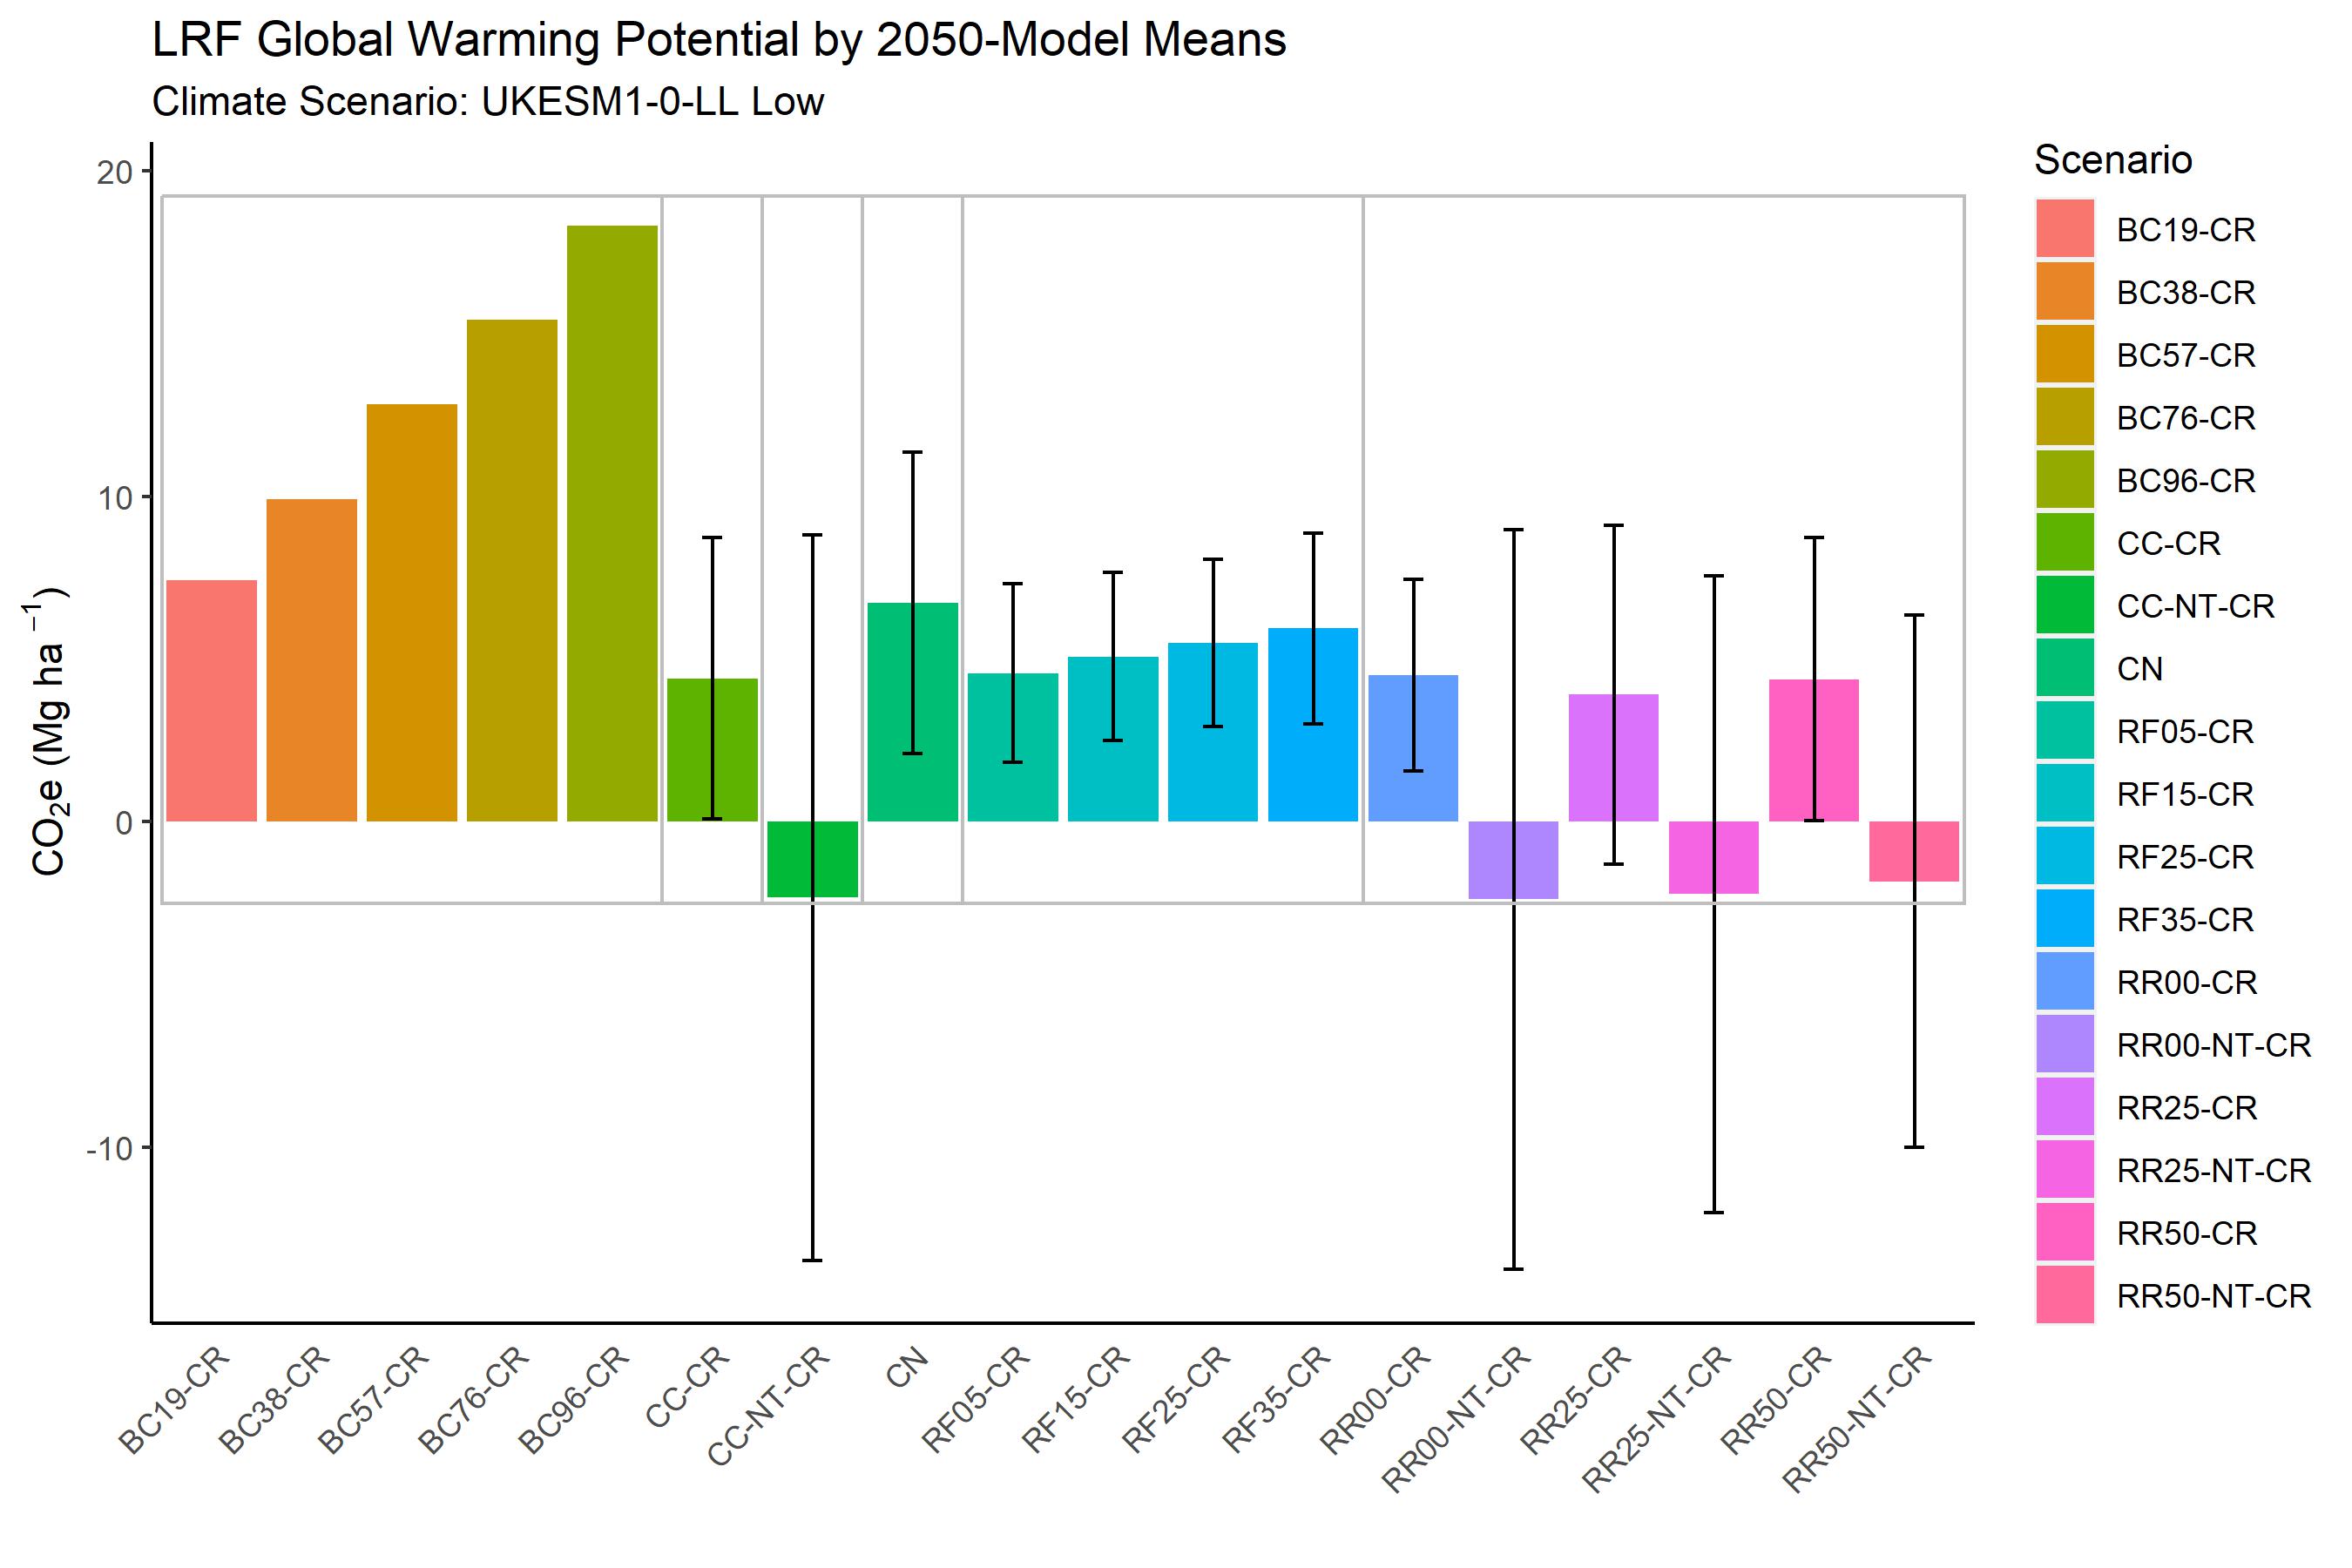 LRF Global Warming Potential by 2050-Model Means
Climate Scenario: UKESM1-0-LL Low
CO₂e (Mg ha ⁻¹)
20
10
0
-10
BC19-CR
BC38-CR
BC57-CR
BC76-CR
BC96-CR
CC-CR
CC-NT-CR
CN
RF05-CR
RF15-CR
RF25-CR
RF35-CR
RR00-CR
RR00-NT-CR
RR25-CR
RR25-NT-CR
RR50-CR
RR50-NT-CR
Scenario
BC19-CR
BC38-CR
BC57-CR
BC76-CR
BC96-CR
CC-CR
CC-NT-CR
CN
RF05-CR
RF15-CR
RF25-CR
RF35-CR
RR00-CR
RR00-NT-CR
RR25-CR
RR25-NT-CR
RR50-CR
RR50-NT-CR